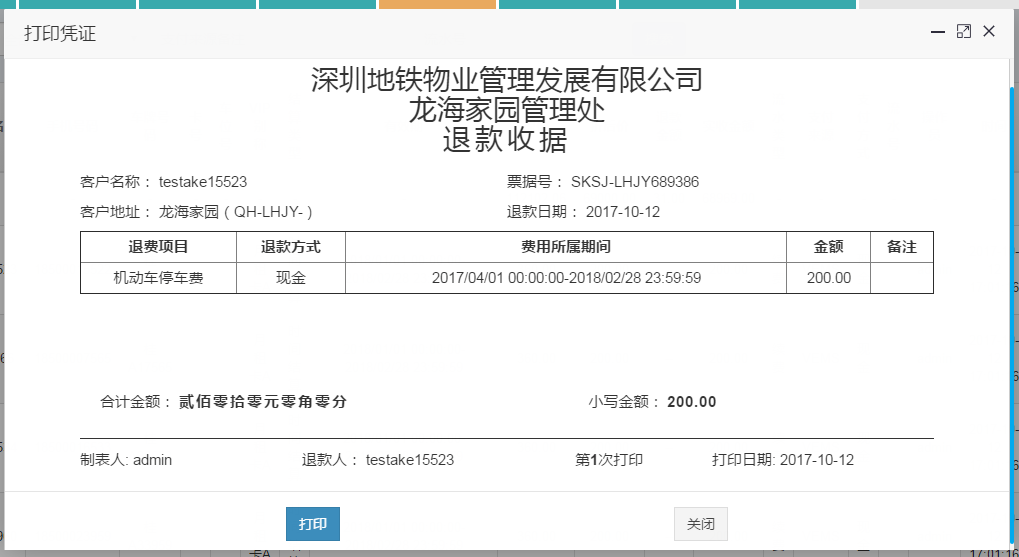 打印凭证
深圳地铁物业管理发展有限公司
龙海家园管理处
退款收据
客户名称： testake15523 票据号： SKSJ-LHJY689386
客户地址： 龙海家园（QH-LHJY-） 退款日期： 2017-10-12
退费项目 退款方式 费用所属期间 金额 备注
机动车停车费 现金 2017/04/01 00:00:00-2018/02/28 23:59:59 200.00
合计金额： 贰佰零拾零元零角零分 小写金额： 200.00
制表人: admin 退款人： testake15523 第1次打印 打印日期: 2017-10-12
打印 关闭
17:01:16